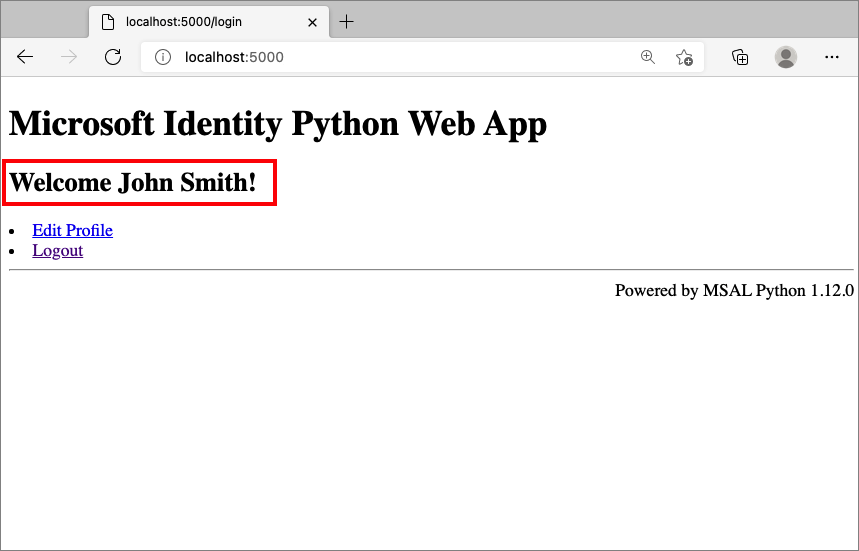 localhost:5000/login
localhost:5000
Microsoft Identity Python Web App
Welcome John Smith!
Edit Profile
Logout
Powered by MSAL Python 1.12.0